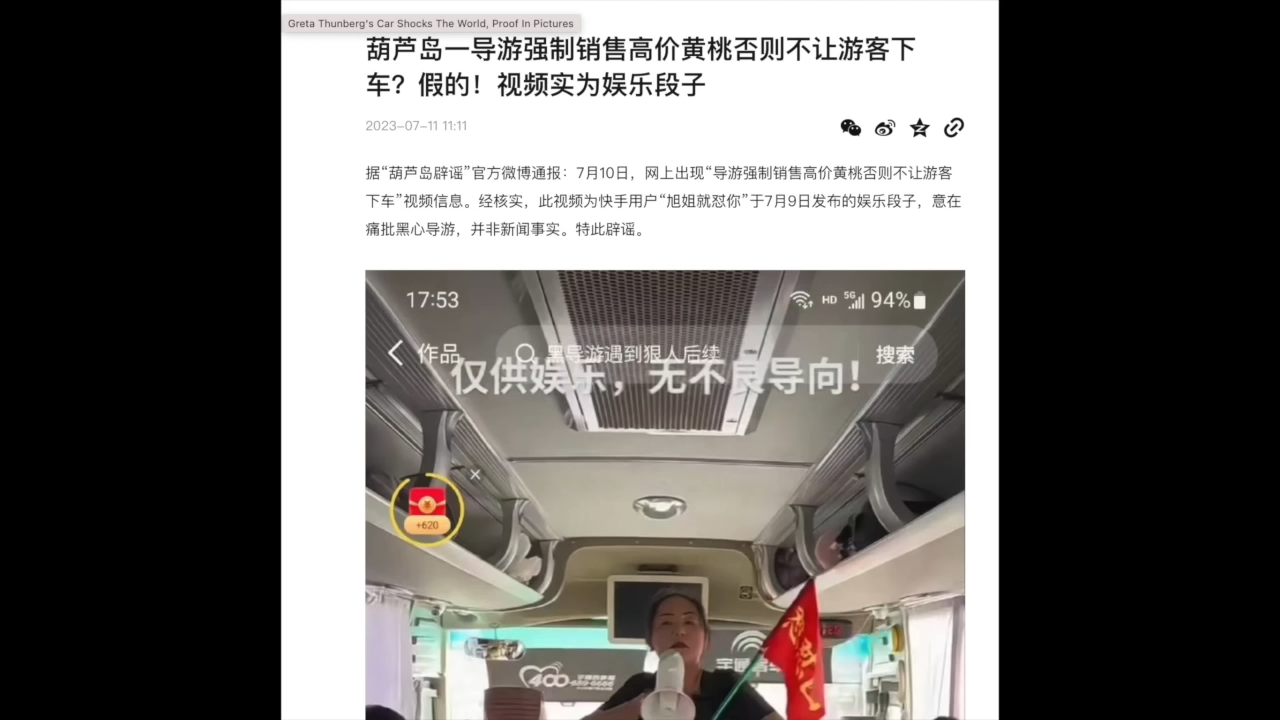 Greta Thunberg's Car Shocks The World, Proof In Pictures
葫芦岛一导游强制销售高价黄桃否则不让游客下
车？假的！视频实为娱乐段子
2023-07-11 11:11
据“葫芦岛辟谣”官方微博通报：7月10日，网上出现“导游强制销售高价黄桃否则不让游客
下车”视频信息。经核实，此视频为快手用户“旭姐就怼你”于7月9日发布的娱乐段子，意在
痛批黑心导游，并非新闻事实。特此辟谣。
17:53
HD 5G 94%
作品
黑导游遇到狠人后续
搜索
仅供娱乐，无不良导向！
+620
宇通客车
400